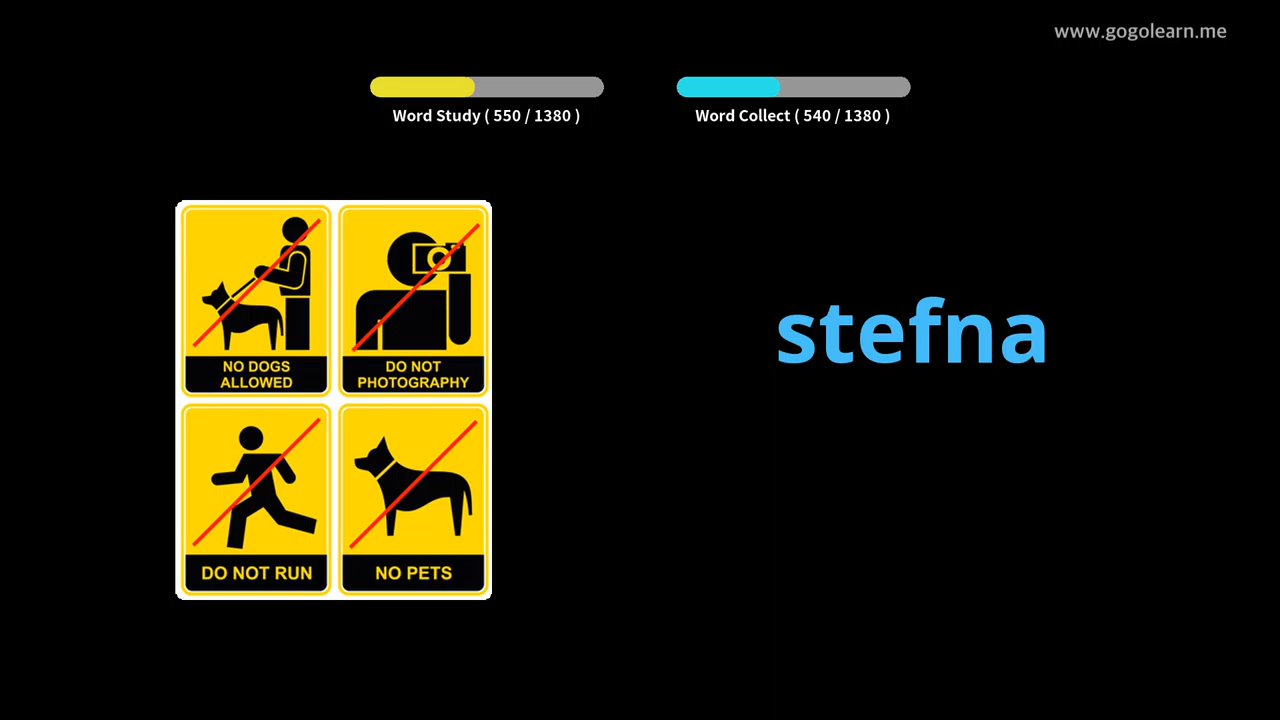 www.gogolearn.me
Word Study ( 550 / 1380 )
Word Collect ( 540 / 1380 )
NO DOGS
ALLOWED
DO NOT
PHOTOGRAPHY
stefna
DO NOT RUN
NO PETS